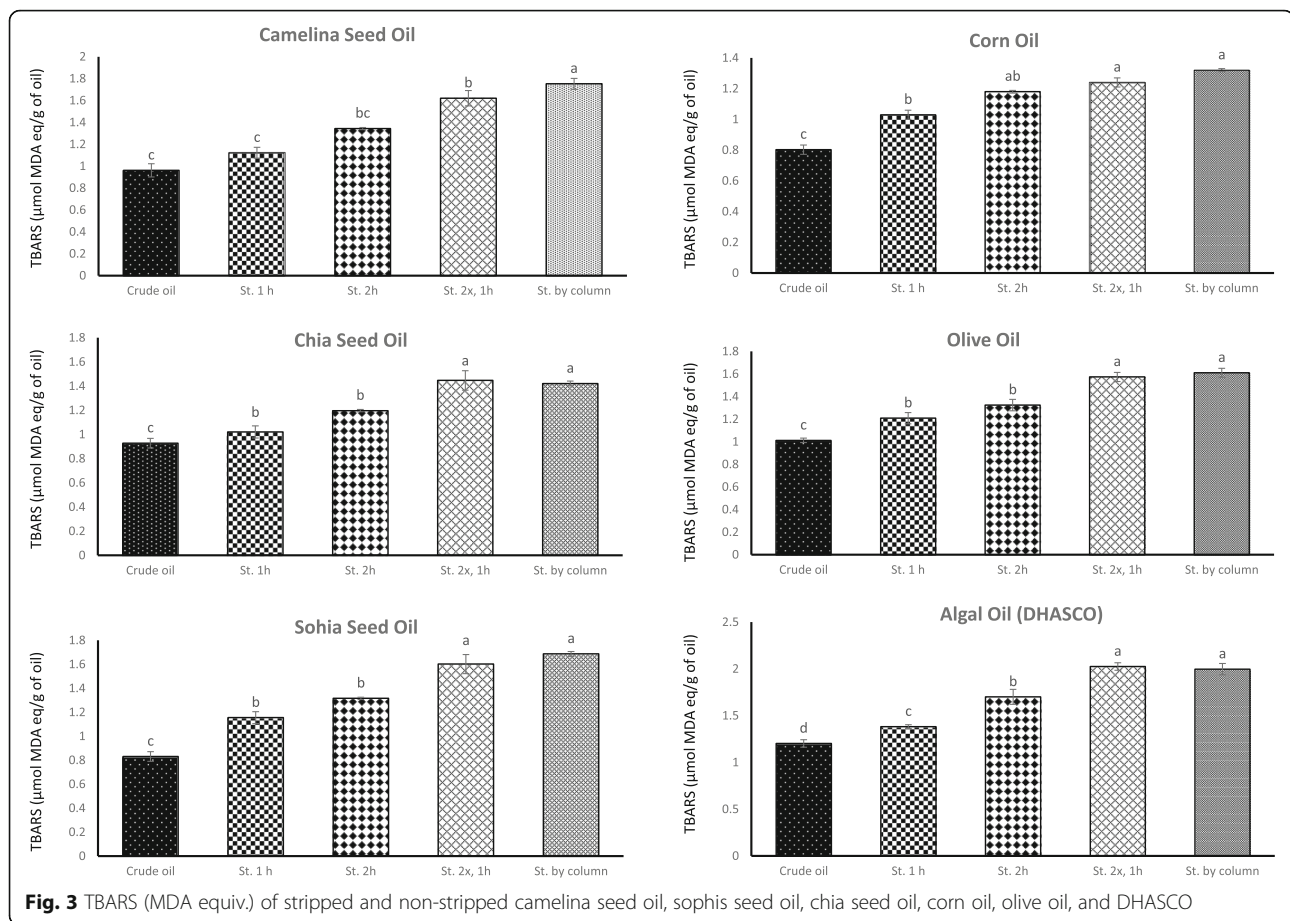 Camelina Seed Oil
TBARS (µmol MDA eq/g of oil)
2
1.8
1.6
1.4
1.2
1
0.8
0.6
0.4
0.2
0
c
c
bc
b
a
Crude oil St. 1 h St. 2h St. 2x, 1h St. by column
Corn Oil
TBARS (µmol MDA eq/g of oil)
1.4
1.2
1
0.8
0.6
0.4
0.2
0
c
b
ab
a
a
Crude oil St. 1 h St. 2h St. 2x, 1h St. by column
Chia Seed Oil
TBARS (µmol MDA eq/g of oil)
1.8
1.6
1.4
1.2
1
0.8
0.6
0.4
0.2
0
c
b
b
a
a
Crude oil St. 1h St. 2h St. 2x, 1h St. by column
Olive Oil
TBARS (µmol MDA eq/g of oil)
1.8
1.6
1.4
1.2
1
0.8
0.6
0.4
0.2
0
c
b
b
a
a
Crude oil St. 1 h St. 2h St. 2x, 1h St. by column
Sohia Seed Oil
TBARS (µmol MDA eq/g of oil)
1.8
1.6
1.4
1.2
1
0.8
0.6
0.4
0.2
0
c
b
b
a
a
Crude oil St. 1 h St. 2h St. 2x, 1h St. by column
Algal Oil (DHASCO)
TBARS (µmol MDA eq/g of oil)
2.5
2
1.5
1
0.5
0
d
c
b
a
a
Crude oil St. 1 h St. 2h St. 2x, 1h St. by column
Fig. 3 TBARS (MDA equiv.) of stripped and non-stripped camelina seed oil, sophis seed oil, chia seed oil, corn oil, olive oil, and DHASCO